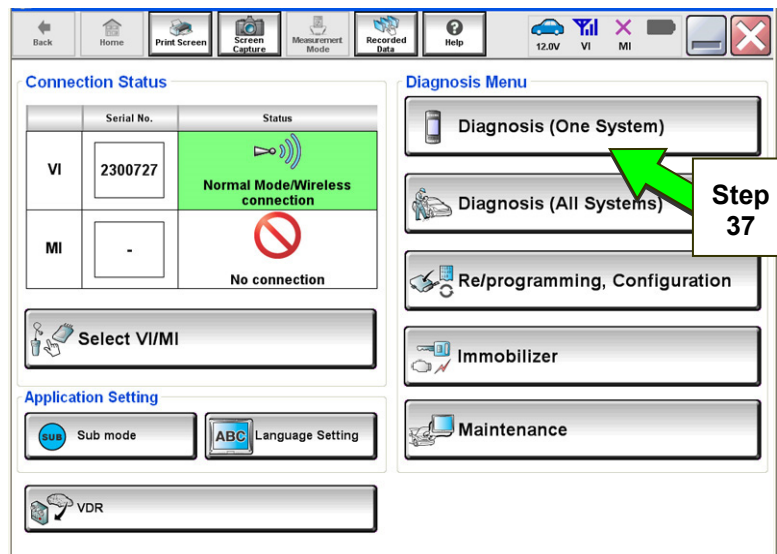 Back
Home
Print Screen
Screen
Capture
Measurement
Mode
Recorded
Data
?
Help
12.0V
VI
MI
Connection Status
Diagnosis Menu
Serial No.
Status
VI
2300727
Normal Mode/Wireless
connection
MI
-
No connection
Select VI/MI
Application Setting
SUB
Sub mode
ABC
Language Setting
VDR
Diagnosis (One System)
Step
37
Diagnosis (All Systems)
Re/programming, Configuration
Immobilizer
Maintenance